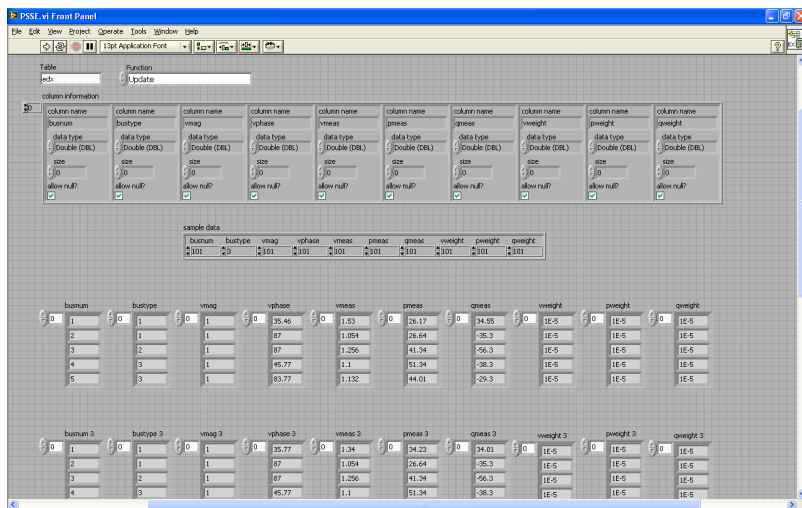 PSSE.vi Front Panel
File Edit View Project Operate Tools Window Help
13pt Application Font
Table Function
edx Update
column information
0
column name column name column name column name column name column name column name column name column name column name
busnum bustype vmag vphase vmeas pmeas qmeas vweight pweight qweight
data type data type data type data type data type data type data type data type data type data type
Double (DBL) Double (DBL) Double (DBL) Double (DBL) Double (DBL) Double (DBL) Double (DBL) Double (DBL) Double (DBL) Double (DBL)
size size size size size size size size size size
0 0 0 0 0 0 0 0 0 0
allow null? allow null? allow null? allow null? allow null? allow null? allow null? allow null? allow null? allow null?
sample data
busnum bustype vmag vphase vmeas pmeas qmeas vweight pweight qweight
101 3 101 101 101 101 101 101 101 101
busnum bustype vmag vphase vmeas pmeas qmeas vweight pweight qweight
0 1 0 1 0 1 0 35.46 0 1.53 0 26.17 0 34.55 0 1E-5 0 1E-5 0 1E-5
2 1 1 87 1.054 26.64 -35.3 1E-5 1E-5 1E-5
3 2 1 87 1.256 41.34 -56.3 1E-5 1E-5 1E-5
4 3 1 45.77 1.1 51.34 -38.3 1E-5 1E-5 1E-5
5 3 1 83.77 1.132 44.01 -29.3 1E-5 1E-5 1E-5
busnum 3 bustype 3 vmag 3 vphase 3 vmeas 3 pmeas 3 qmeas 3 vweight 3 pweight 3 qweight 3
0 1 0 1 0 1 0 35.77 0 1.34 0 34.23 0 34.01 0 1E-5 0 1E-5 0 1E-5
2 1 1 87 1.054 26.64 -35.3 1E-5 1E-5 1E-5
3 2 1 87 1.256 41.34 -56.3 1E-5 1E-5 1E-5
4 3 1 45.77 1.1 51.34 -38.3 1E-5 1E-5 1E-5